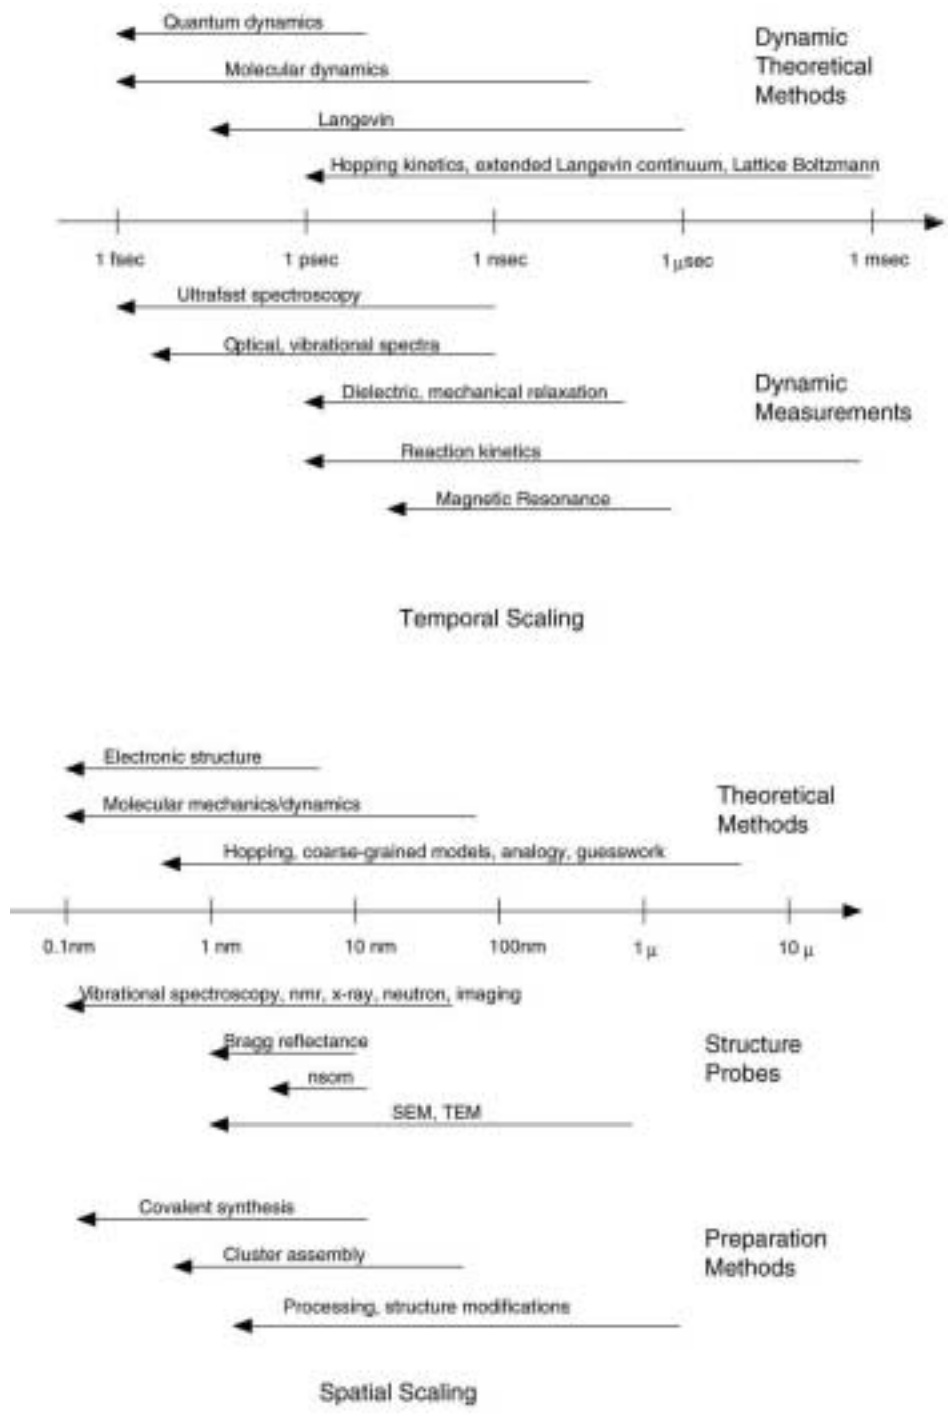 Quantum dynamics
Dynamic
Theoretical
Methods
Molecular dynamics
Langevin
Hopping kinetics, extended Langevin continuum, Lattice Boltzmann
1 fsec 1 psec 1 nsec 1 μsec 1 msec
Ultrafast spectroscopy
Optical, vibrational spectra
Dielectric, mechanical relaxation
Dynamic
Measurements
Reaction kinetics
Magnetic Resonance
Temporal Scaling
Electronic structure
Theoretical
Methods
Molecular mechanics/dynamics
Hopping, coarse-grained models, analogy, guesswork
0.1nm 1 nm 10 nm 100nm 1 μ 10 μ
Vibrational spectroscopy, nmr, x-ray, neutron, imaging
Bragg reflectance
Structure
Probes
nsom
SEM, TEM
Covalent synthesis
Preparation
Methods
Cluster assembly
Processing, structure modifications
Spatial Scaling